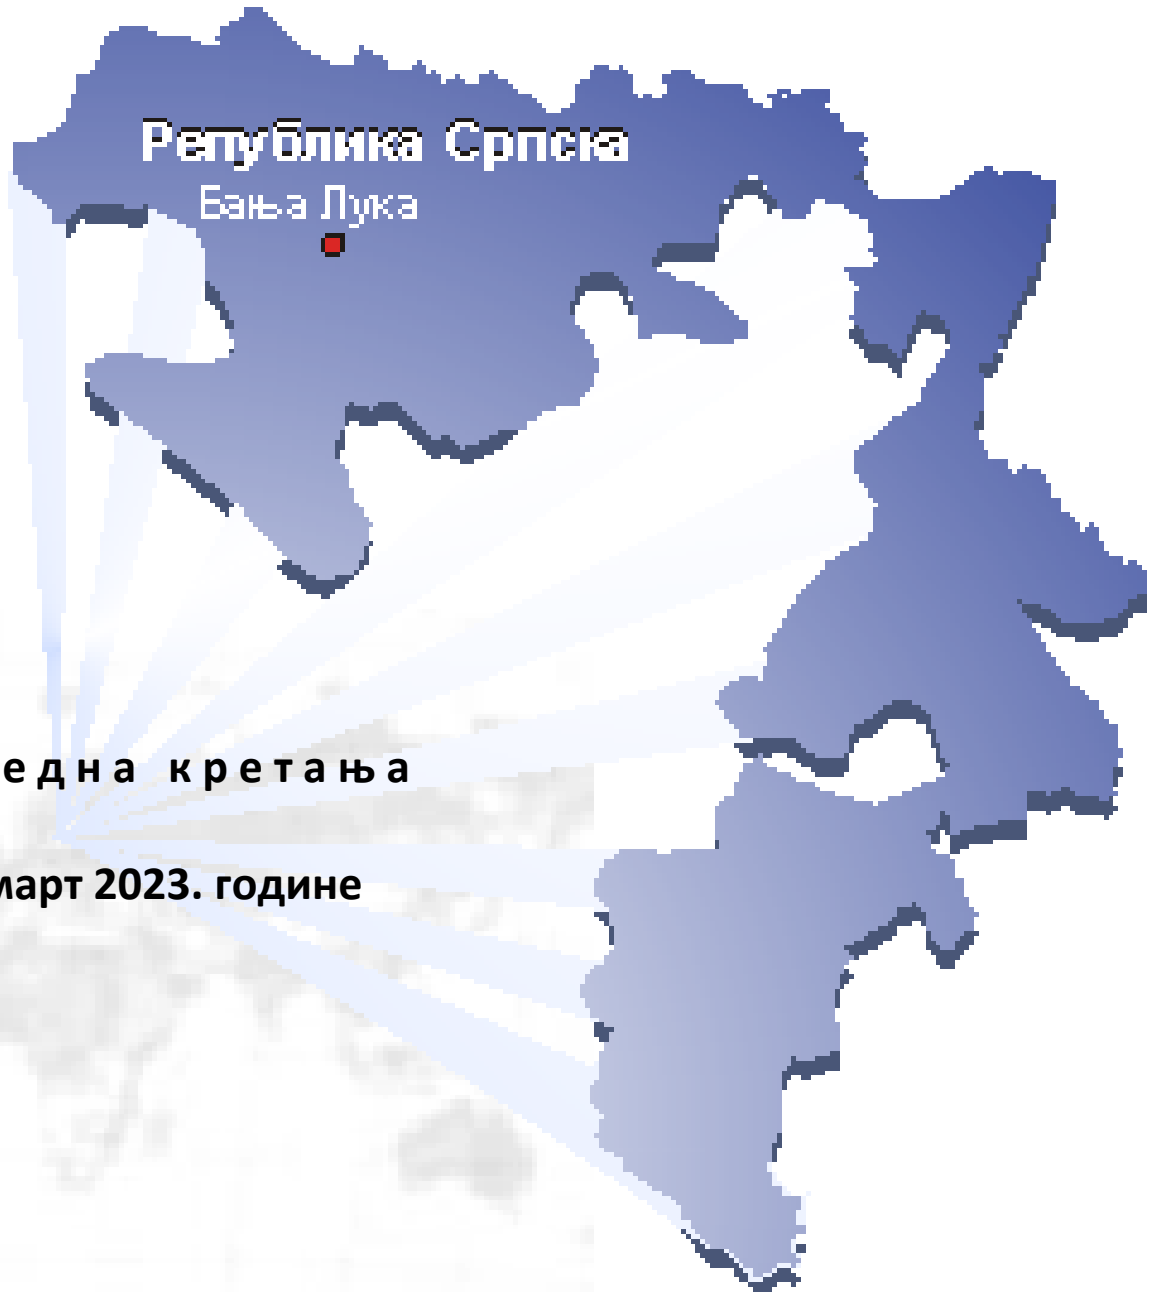 Република Српска
Бања Лука
една кретања
март 2023. године